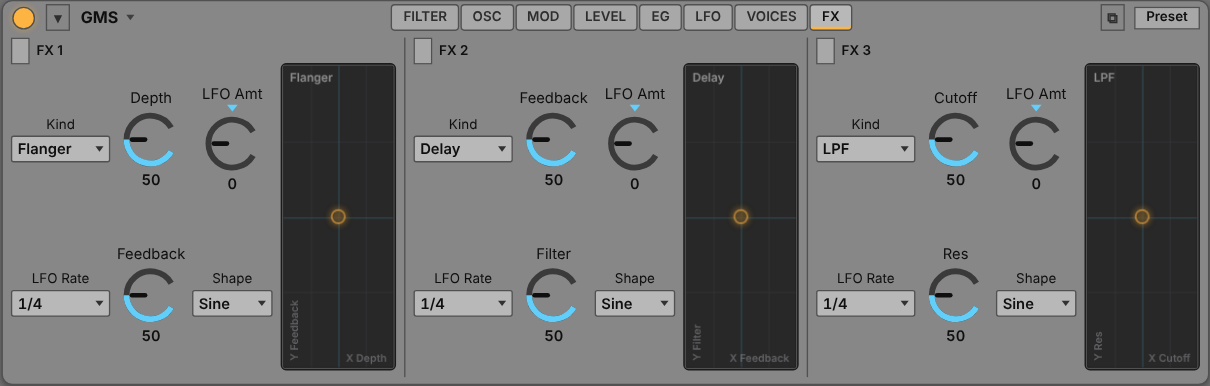 GMS
FILTER OSC MOD LEVEL EG LFO VOICES FX
Preset
FX 1
Depth LFO Amt
Kind
Flanger
50 0
Feedback
LFO Rate Shape
1/4 Sine
50
Flanger
Y Feedback
X Depth
FX 2
Feedback LFO Amt
Kind
Delay
50 0
Filter
LFO Rate Shape
1/4 Sine
50
Delay
Y Filter
X Feedback
FX 3
Cutoff LFO Amt
Kind
LPF
50 0
Res
LFO Rate Shape
1/4 Sine
50
LPF
Y Res
X Cutoff